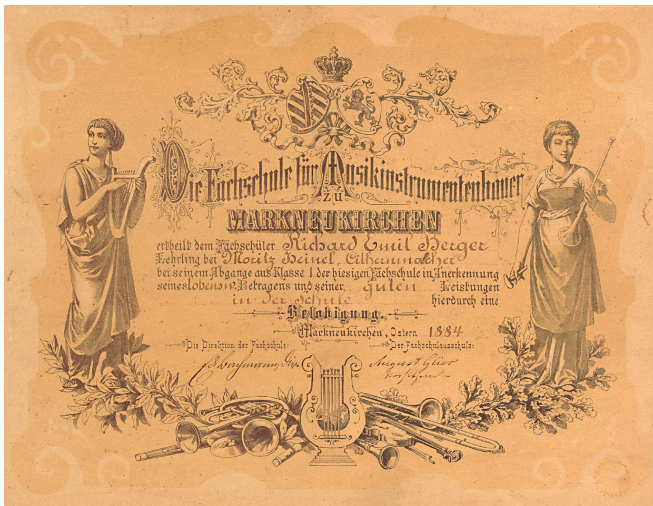 Die Fachschule für Musikinstrumentenbauer
zu
MARKNEUKIRCHEN
ertheilt dem Fachschüler Richard Emil Berger
Lehrling bei Moritz Heinel, Cithernmacher
bei seinem Abgange aus Klasse 1 der hiesigen Fachschule in Anerkennung
seines lobensw. Betragens und seiner guten Leistungen
in der Schule hierdurch eine
Belobigung.
Markneukirchen, Ostern 1884
Die Direktion der Fachschule: Der Fachschulausschuß:
August